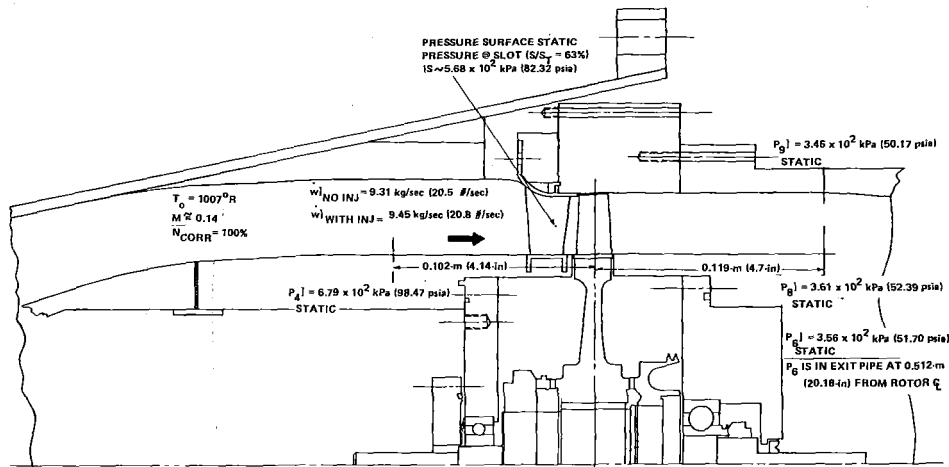 PRESSURE SURFACE STATIC
PRESSURE @ SLOT (S/S_T = 63%)
IS ~5.68 x 10² kPa (82.32 psia)
P₉] = 3.46 x 10² kPa (50.17 psia)
STATIC
T_o = 1007°R
M ≈ 0.14
N_CORR = 100%
w]NO INJ = 9.31 kg/sec (20.5 #/sec)
w]WITH INJ = 9.45 kg/sec (20.8 #/sec)
0.102-m (4.14-in)
0.119-m (4.7-in)
P₄] = 6.79 x 10² kPa (98.47 psia)
STATIC
P₈] = 3.61 x 10² kPa (52.39 psia)
STATIC
P₆] = 3.56 x 10² kPa (51.70 psia)
STATIC
P₆ IS IN EXIT PIPE AT 0.512-m
(20.18-in) FROM ROTOR ℄